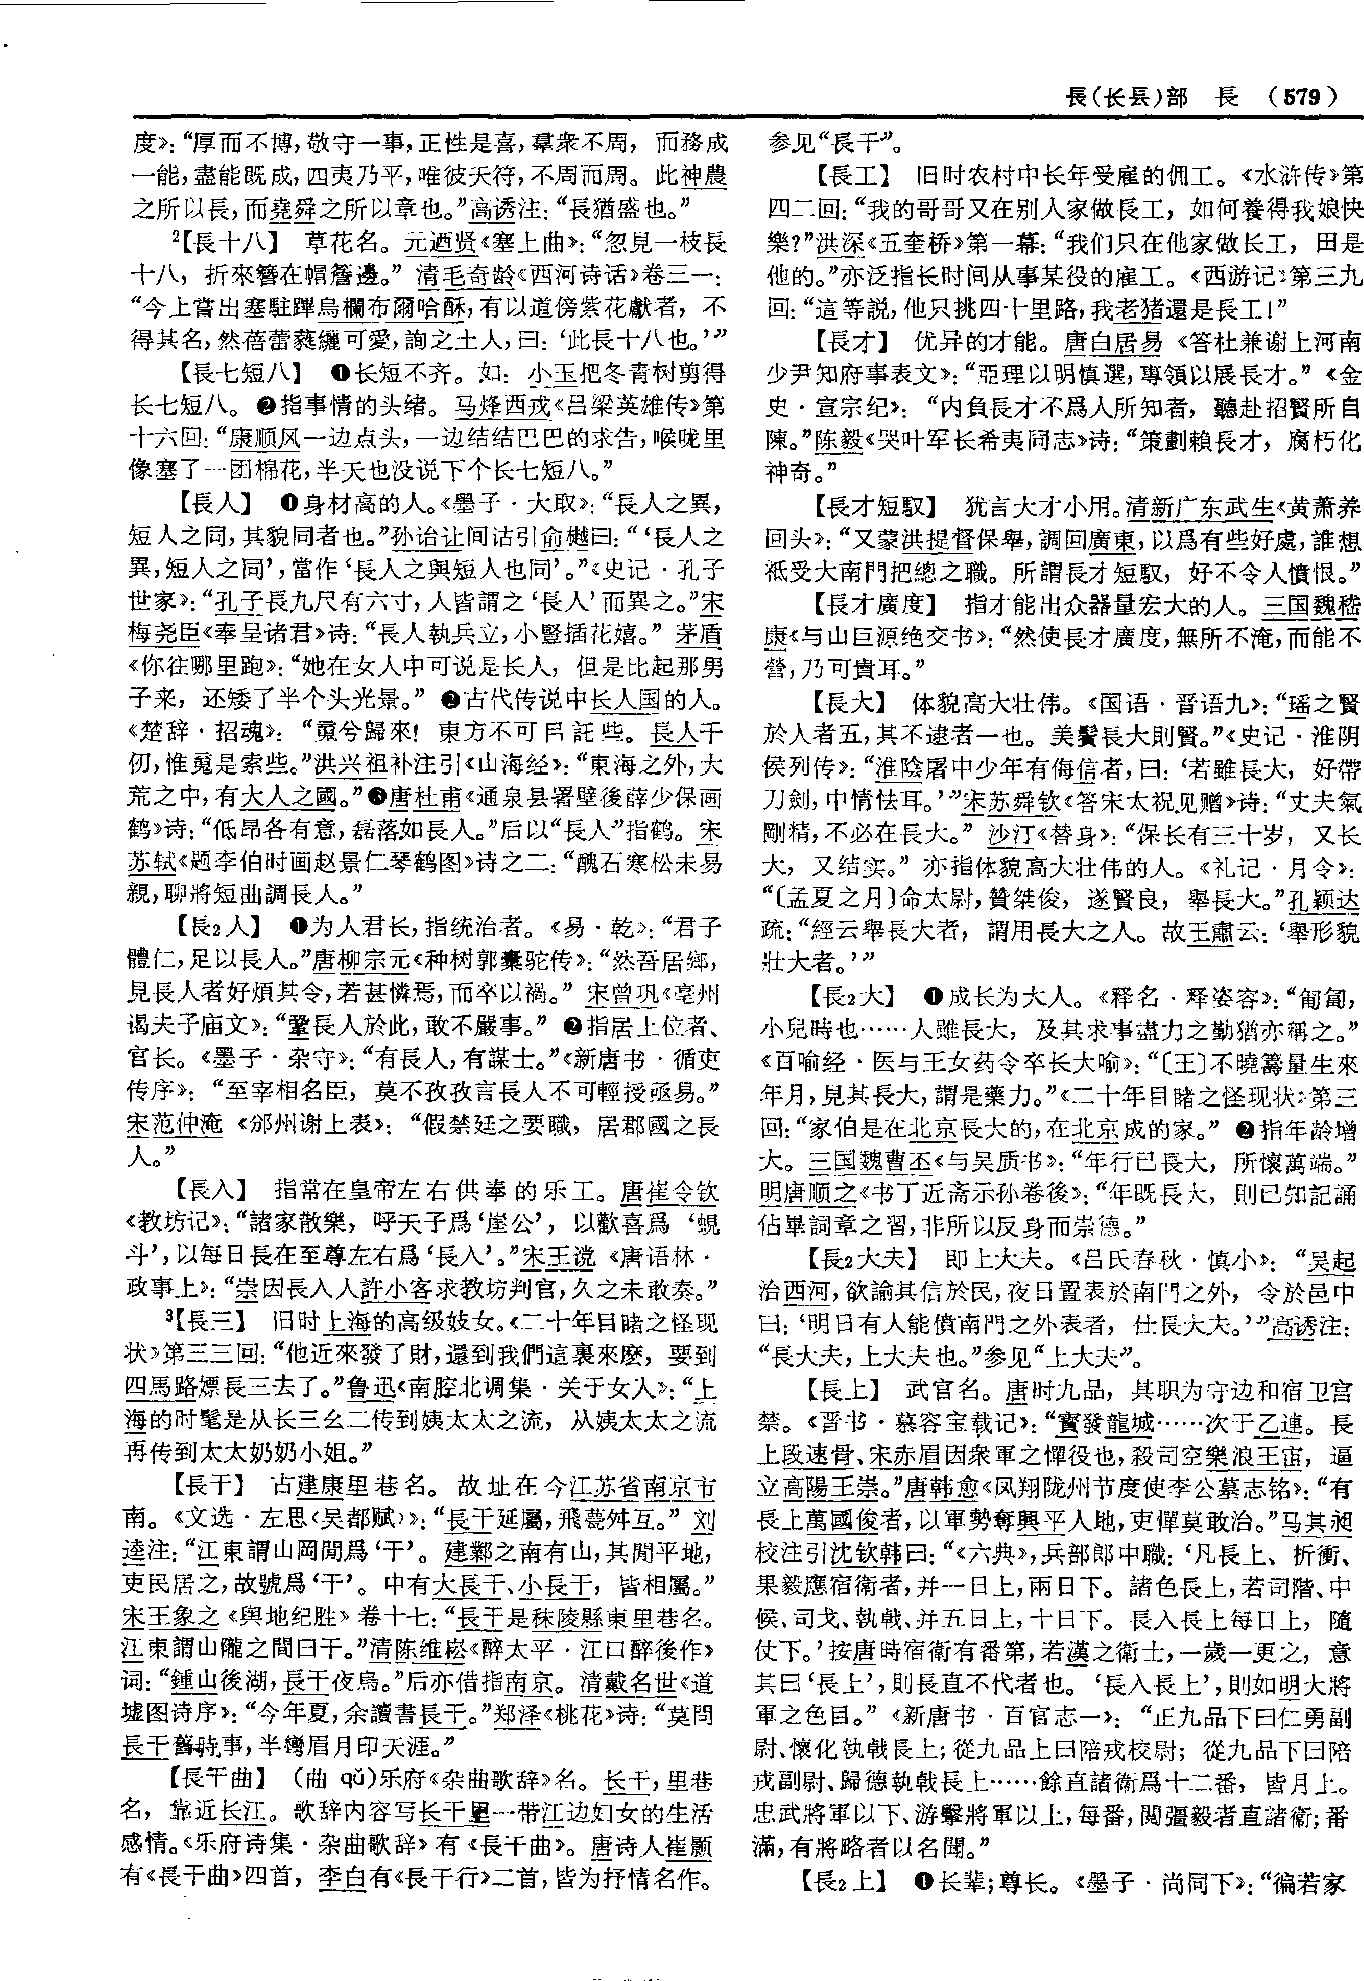 長(长镸)部 長 (579)
度》：“厚而不博，敬守一事，正性是喜，羣衆不周，而務成
一能，盡能既成，四夷乃平，唯彼天符，不周而周。此神農
之所以長，而堯舜之所以章也。”高诱注：“長猶盛也。”
²【長十八】 草花名。元迺贤《塞上曲》：“忽見一枝長
十八，折來簪在帽簷邊。”清毛奇龄《西河诗话》卷三一：
“今上嘗出塞駐蹕烏欄布爾哈酥，有以道傍紫花獻者，不
得其名，然蓓蕾蕤纚可愛，詢之土人，曰：‘此長十八也。’”
【長七短八】 ❶长短不齐。如：小玉把冬青树剪得
长七短八。❷指事情的头绪。马烽西戎《吕梁英雄传》第
十六回：“康顺风一边点头，一边结结巴巴的求告，喉咙里
像塞了一团棉花，半天也没说下个长七短八。”
【長人】 ❶身材高的人。《墨子·大取》：“長人之異，
短人之同，其貌同者也。”孙诒让间诂引俞樾曰：“‘長人之
異，短人之同’，當作‘長人之與短人也同’。”《史记·孔子
世家》：“孔子長九尺有六寸，人皆謂之‘長人’而異之。”宋
梅尧臣《奉呈诸君》诗：“長人執兵立，小豎插花嬉。”茅盾
《你往哪里跑》：“她在女人中可说是长人，但是比起那男
子来，还矮了半个头光景。”❷古代传说中长人国的人。
《楚辞·招魂》：“䰟兮歸來！東方不可㠯託些。長人千
仞，惟䰟是索些。”洪兴祖补注引《山海经》：“東海之外，大
荒之中，有大人之國。”❸唐杜甫《通泉县署壁後薛少保画
鹤》诗：“低昂各有意，磊落如長人。”后以“長人”指鹤。宋
苏轼《题李伯时画赵景仁琴鹤图》诗之二：“醜石寒松未易
親，聊將短曲調長人。”
【長₂人】 ❶为人君长，指统治者。《易·乾》：“君子
體仁，足以長人。”唐柳宗元《种树郭橐驼传》：“然吾居鄉，
見長人者好煩其令，若甚憐焉，而卒以禍。”宋曾巩《亳州
谒夫子庙文》：“鞏長人於此，敢不嚴事。”❷指居上位者、
官长。《墨子·杂守》：“有長人，有謀士。”《新唐书·循吏
传序》：“至宰相名臣，莫不孜孜言長人不可輕授亟易。”
宋范仲淹《邠州谢上表》：“假禁廷之要職，居郡國之長
人。”
【長入】 指常在皇帝左右供奉的乐工。唐崔令钦
《教坊记》：“諸家散樂，呼天子爲‘崖公’，以歡喜爲‘蜆
斗’，以每日長在至尊左右爲‘長入’。”宋王谠《唐语林·
政事上》：“崇因長入人許小客求教坊判官，久之未敢奏。”
³【長三】 旧时上海的高级妓女。《二十年目睹之怪现
状》第三三回：“他近來發了財，還到我們這裏來麽，要到
四馬路嫖長三去了。”鲁迅《南腔北调集·关于女人》：“上
海的时髦是从长三幺二传到姨太太之流，从姨太太之流
再传到太太奶奶小姐。”
【長干】 古建康里巷名。故址在今江苏省南京市
南。《文选·左思〈吴都赋〉》：“長干延屬，飛甍舛互。”刘
逵注：“江東謂山岡閒爲‘干’。建鄴之南有山，其閒平地，
吏民居之，故號爲‘干’。中有大長干、小長干，皆相屬。”
宋王象之《舆地纪胜》卷十七：“長干是秣陵縣東里巷名。
江東謂山隴之間曰干。”清陈维崧《醉太平·江口醉後作》
词：“鍾山後湖，長干夜烏。”后亦借指南京。清戴名世《道
墟图诗序》：“今年夏，余讀書長干。”郑泽《桃花》诗：“莫問
長干舊時事，半彎眉月印天涯。”
【長干曲】 (曲 qǔ)乐府《杂曲歌辞》名。长干，里巷
名，靠近长江。歌辞内容写长干里一带江边妇女的生活
感情。《乐府诗集·杂曲歌辞》有《長干曲》。唐诗人崔颢
有《長干曲》四首，李白有《長干行》二首，皆为抒情名作。
参见“長干”。
【長工】 旧时农村中长年受雇的佣工。《水浒传》第
四二回：“我的哥哥又在别人家做長工，如何養得我娘快
樂？”洪深《五奎桥》第一幕：“我们只在他家做长工，田是
他的。”亦泛指长时间从事某役的雇工。《西游记》第三九
回：“這等説，他只挑四十里路，我老猪還是長工！”
【長才】 优异的才能。唐白居易《答杜兼谢上河南
少尹知府事表文》：“亞理以明慎選，專領以展長才。”《金
史·宣宗纪》：“内負長才不爲人所知者，聽赴招賢所自
陳。”陈毅《哭叶军长希夷同志》诗：“策劃賴長才，腐朽化
神奇。”
【長才短馭】 犹言大才小用。清新广东武生《黄萧养
回头》：“又蒙洪提督保舉，調回廣東，以爲有些好處，誰想
祗受大南門把總之職。所謂長才短馭，好不令人憤恨。”
【長才廣度】 指才能出众器量宏大的人。三国魏嵇
康《与山巨源绝交书》：“然使長才廣度，無所不淹，而能不
營，乃可貴耳。”
【長大】 体貌高大壮伟。《国语·晋语九》：“瑶之賢
於人者五，其不逮者一也。美鬢長大則賢。”《史记·淮阴
侯列传》：“淮陰屠中少年有侮信者，曰：‘若雖長大，好帶
刀劍，中情怯耳。’”宋苏舜钦《答宋太祝见赠》诗：“丈夫氣
剛精，不必在長大。”沙汀《替身》：“保长有三十岁，又长
大，又结实。”亦指体貌高大壮伟的人。《礼记·月令》：
“〔孟夏之月〕命太尉，贊桀俊，遂賢良，舉長大。”孔颖达
疏：“經云舉長大者，謂用長大之人。故王肅云：‘舉形貌
壯大者。’”
【長₂大】 ❶成长为大人。《释名·释姿容》：“匍匐，
小兒時也……人雖長大，及其求事盡力之勤猶亦稱之。”
《百喻经·医与王女药令卒长大喻》：“〔王〕不曉籌量生來
年月，見其長大，謂是藥力。”《二十年目睹之怪现状》第三
回：“家伯是在北京長大的，在北京成的家。”❷指年龄增
大。三国魏曹丕《与吴质书》：“年行已長大，所懷萬端。”
明唐顺之《书丁近斋示孙卷後》：“年既長大，則已知記誦
佔畢詞章之習，非所以反身而崇德。”
【長₂大夫】 即上大夫。《吕氏春秋·慎小》：“吴起
治西河，欲諭其信於民，夜日置表於南門之外，令於邑中
曰：‘明日有人能僨南門之外表者，仕長大夫。’”高诱注：
“長大夫，上大夫也。”参见“上大夫”。
【長上】 武官名。唐时九品，其职为守边和宿卫宫
禁。《晋书·慕容宝载记》：“寳發龍城……次于乙連。長
上段速骨、宋赤眉因衆軍之憚役也，殺司空樂浪王宙，逼
立高陽王崇。”唐韩愈《凤翔陇州节度使李公墓志铭》：“有
長上萬國俊者，以軍勢奪興平人地，吏憚莫敢治。”马其昶
校注引沈钦韩曰：“《六典》，兵部郎中職：‘凡長上、折衝、
果毅應宿衛者，并一日上，兩日下。諸色長上，若司階、中
候、司戈、執戟、并五日上，十日下。長入長上每日上，隨
仗下。’按唐時宿衛有番第，若漢之衛士，一歲一更之，意
其曰‘長上’，則長直不代者也。‘長入長上’，則如明大將
軍之色目。”《新唐书·百官志一》：“正九品下曰仁勇副
尉、懷化執戟長上；從九品上曰陪戎校尉；從九品下曰陪
戎副尉、歸德執戟長上……餘直諸衛爲十二番，皆月上。
忠武將軍以下、游擊將軍以上，每番，閲彊毅者直諸衛；番
滿，有將略者以名聞。”
【長₂上】 ❶长辈；尊长。《墨子·尚同下》：“徧若家